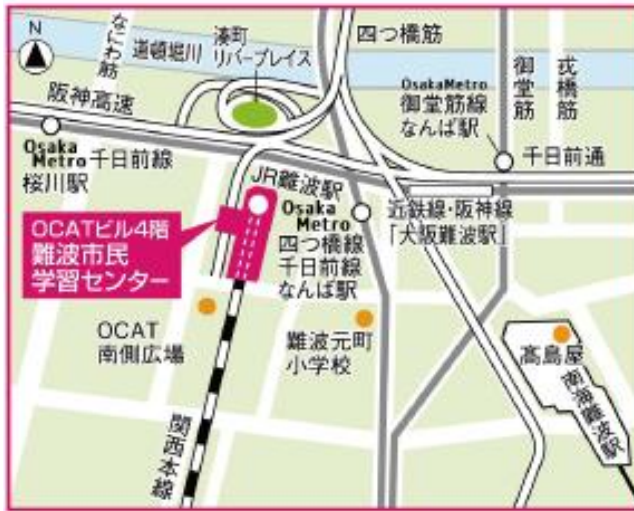 N
なにわ筋
道頓堀川
湊町
リバープレイス
四つ橋筋
阪神高速
OsakaMetro
御堂筋線
なんば駅
御堂筋
戎橋筋
千日前通
Osaka
Metro 千日前線
桜川駅
JR難波駅
Osaka
Metro
四つ橋線
千日前線
なんば駅
近鉄線・阪神線
「大阪難波駅」
OCATビル4階
難波市民
学習センター
OCAT
南側広場
難波元町
小学校
髙島屋
南海難波駅
関西本線